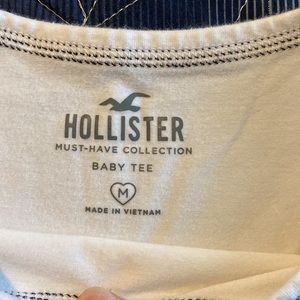 HOLLISTER
MUST-HAVE COLLECTION
BABY TEE
M
MADE IN VIETNAM